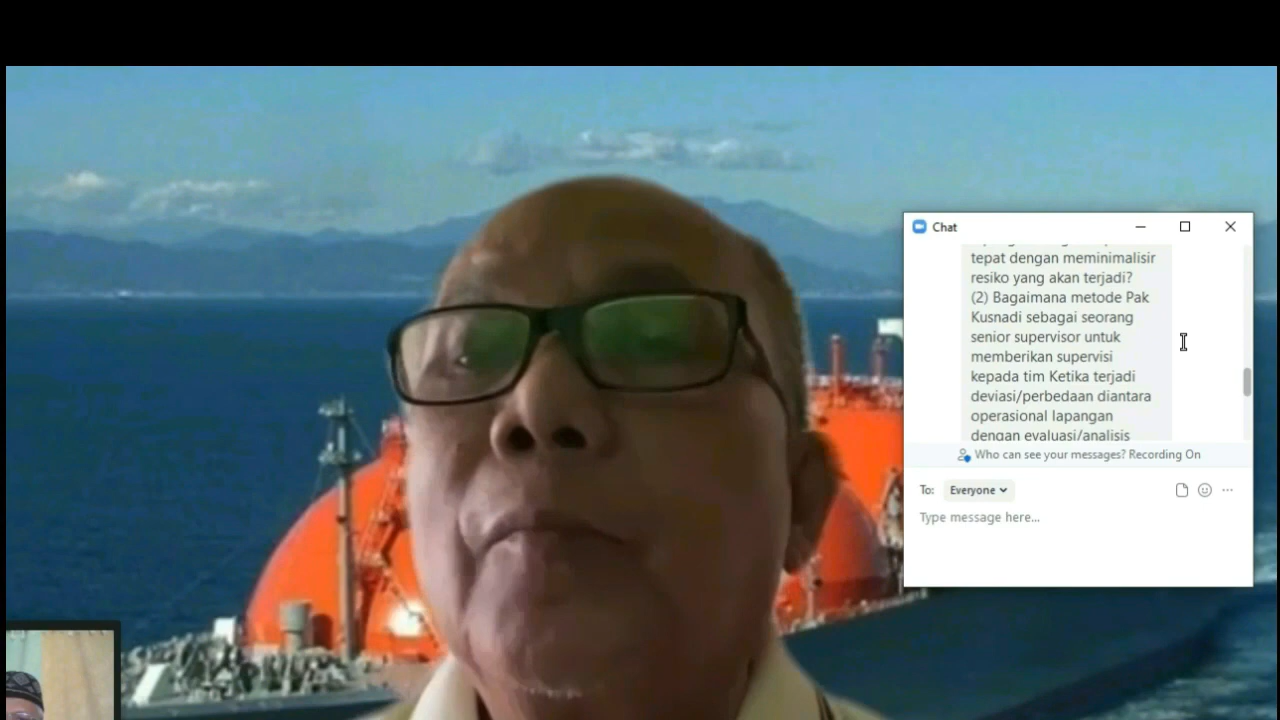 Chat
tepat dengan meminimalisir
resiko yang akan terjadi?
(2) Bagaimana metode Pak
Kusnadi sebagai seorang
senior supervisor untuk
memberikan supervisi
kepada tim Ketika terjadi
deviasi/perbedaan diantara
operasional lapangan
dengan evaluasi/analisis
Who can see your messages? Recording On
To: Everyone
Type message here...